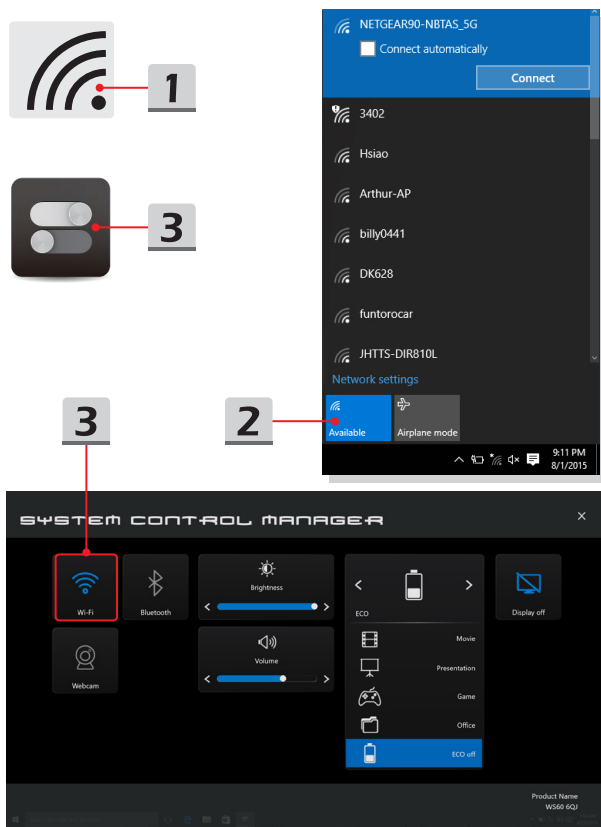 1
3
NETGEAR90-NBTAS_5G
Connect automatically
Connect
3402
Hsiao
Arthur-AP
billy0441
DK628
funtorocar
JHTTS-DIR810L
Network settings
Available
Airplane mode
9:11 PM
8/1/2015
2
3
SYSTEM CONTROL MANAGER
Wi-Fi
Bluetooth
Brightness
Volume
Webcam
ECO
Movie
Presentation
Game
Office
ECO off
Display off
Product Name
WS60 6QJ